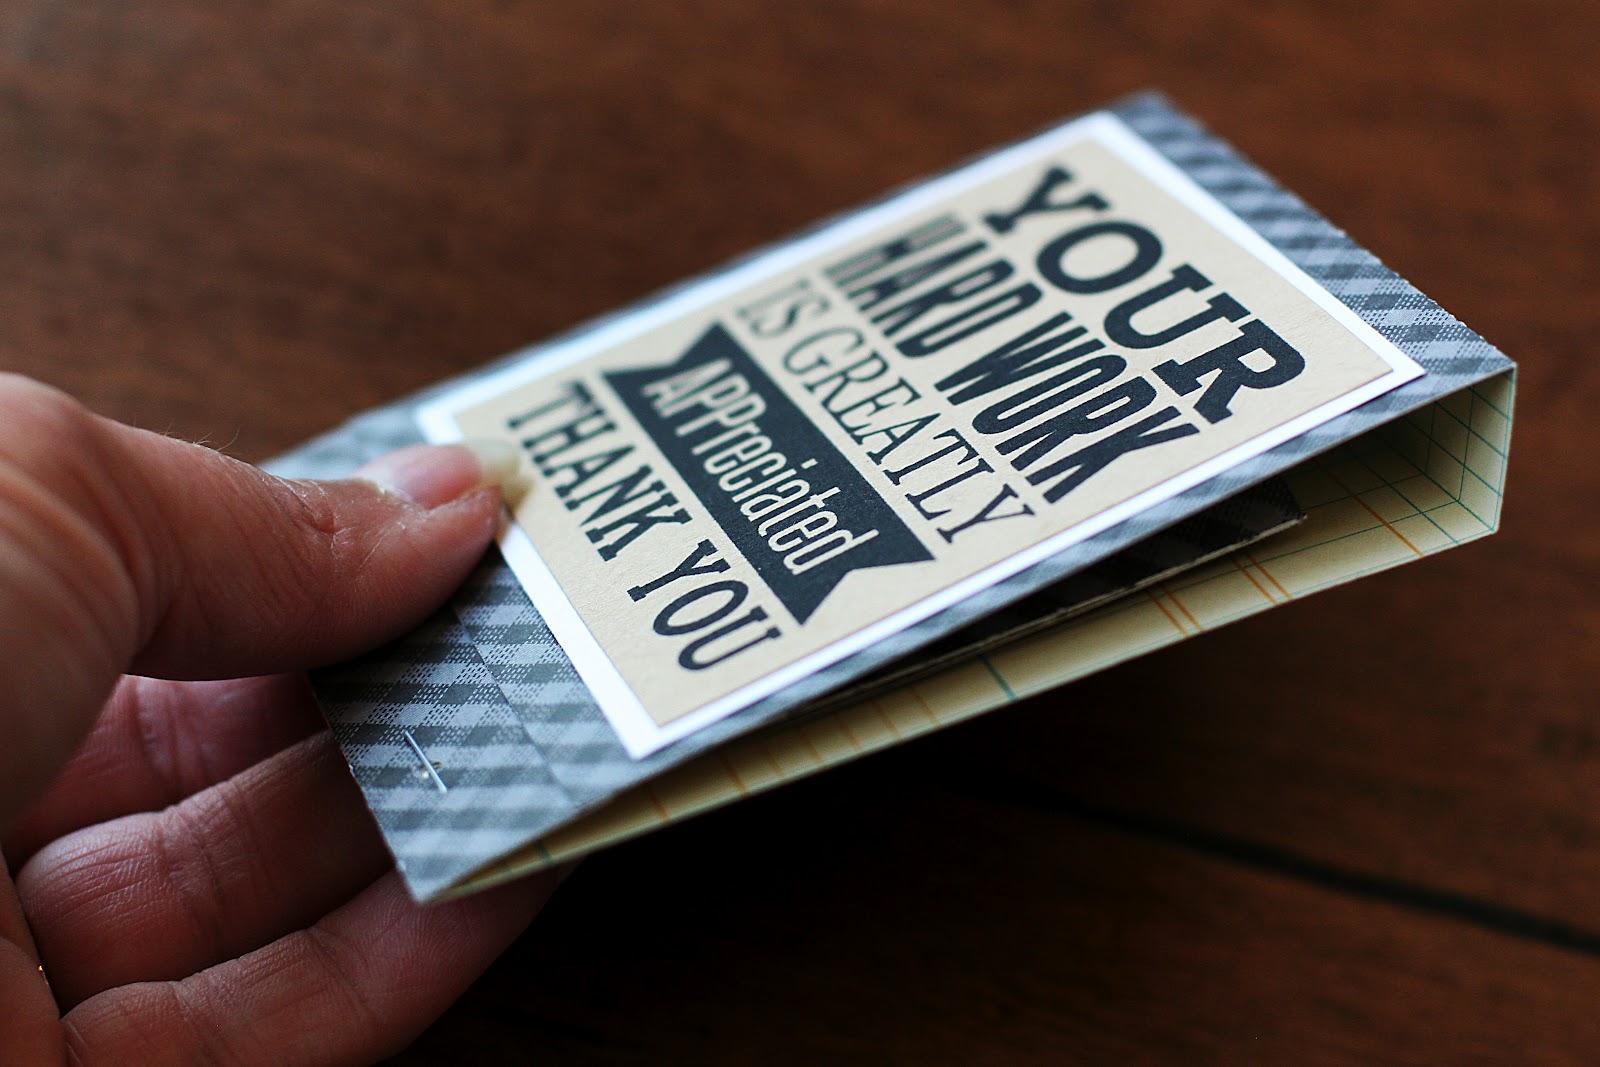 YOUR
HARD WORK
IS GREATLY
APPreciated
THANK YOU